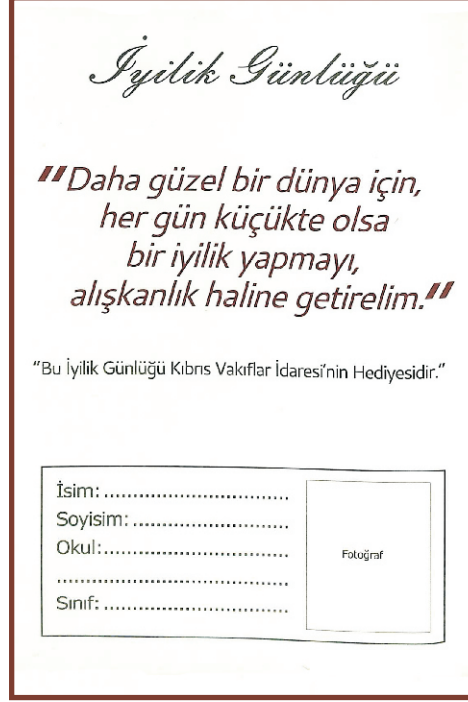 İyilik Günlüğü
"Daha güzel bir dünya için,
her gün küçükte olsa
bir iyilik yapmayı,
alışkanlık haline getirelim."
"Bu İyilik Günlüğü Kıbrıs Vakıflar İdaresi'nin Hediyesidir."
İsim: ................................
Soyisim: ...........................
Okul:................................
........................................
Sınıf: ................................
Fotoğraf